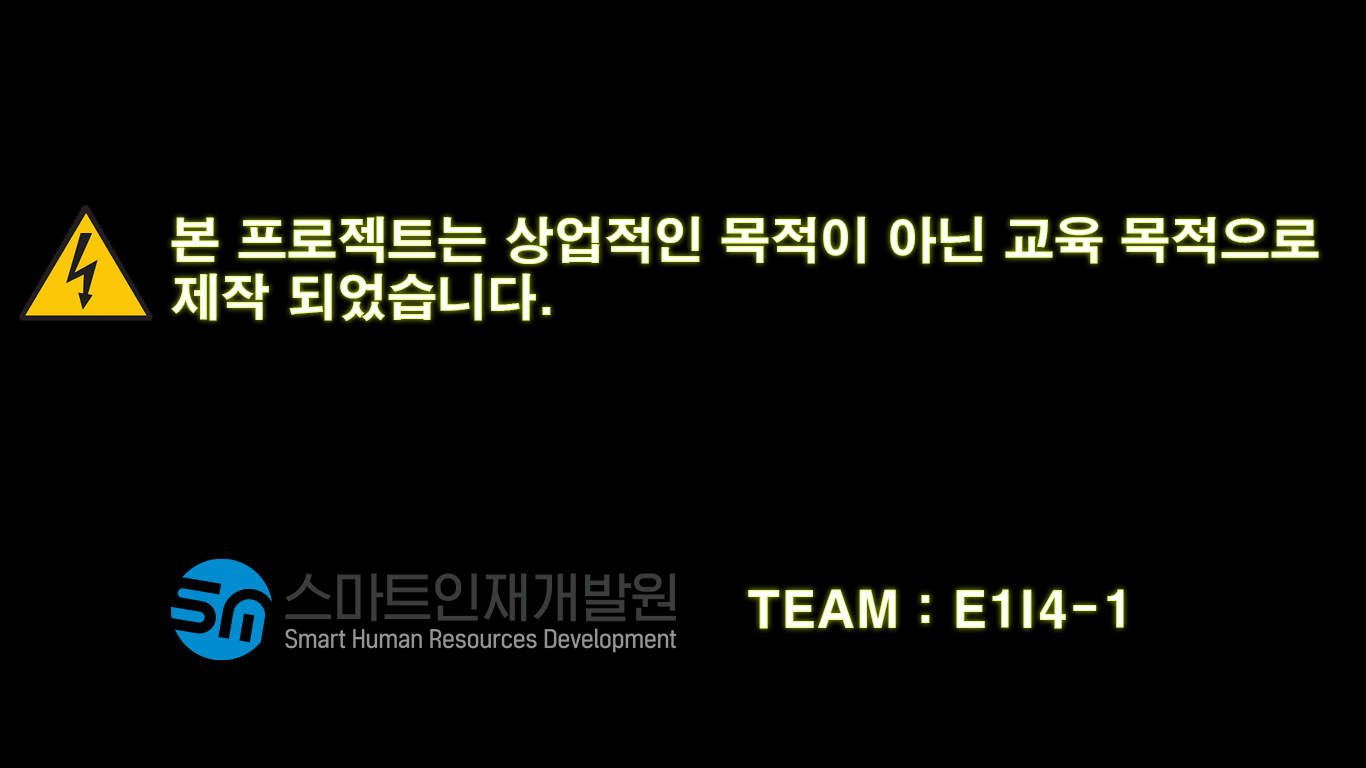 본 프로젝트는 상업적인 목적이 아닌 교육 목적으로
제작 되었습니다.
스마트인재개발원
Smart Human Resources Development
TEAM : E1I4-1